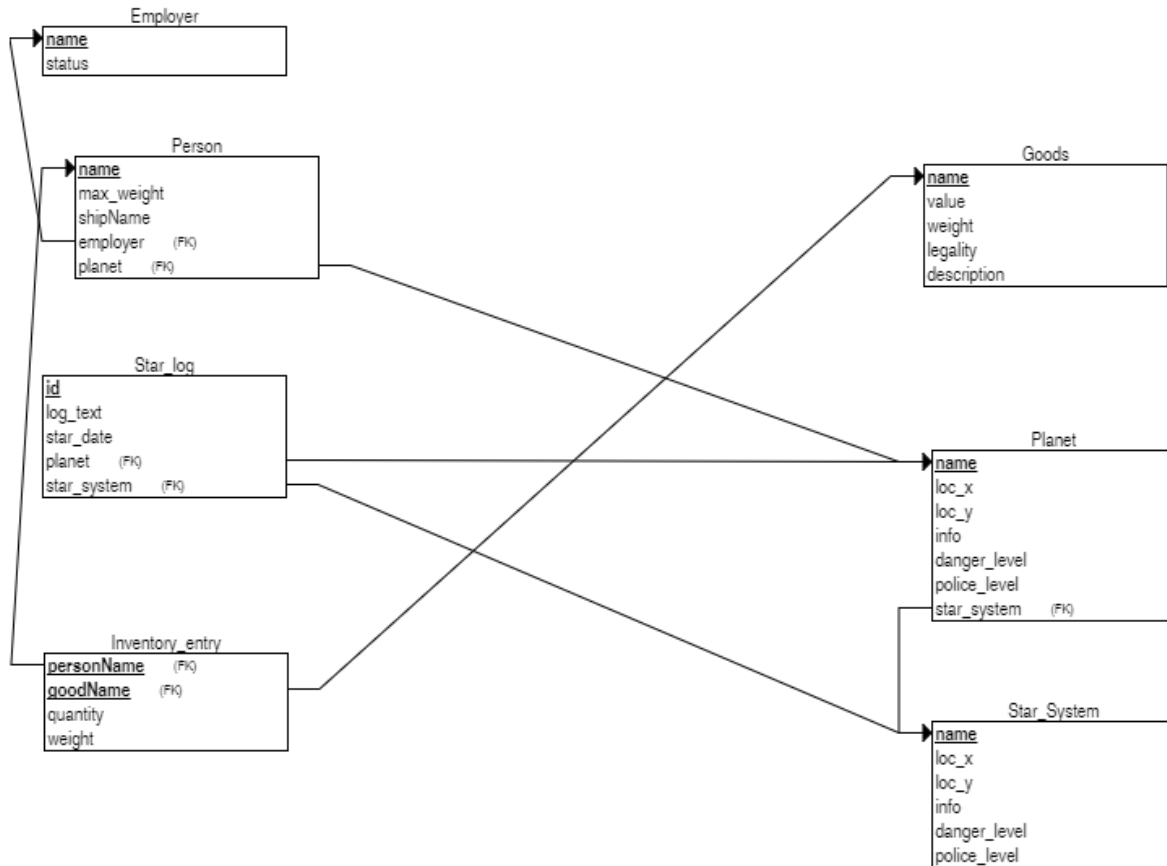 Employer
name
status
Person
name
max_weight
shipName
employer (FK)
planet (FK)
Goods
name
value
weight
legality
description
Star_log
id
log_text
star_date
planet (FK)
star_system (FK)
Planet
name
loc_x
loc_y
info
danger_level
police_level
star_system (FK)
Inventory_entry
personName (FK)
goodName (FK)
quantity
weight
Star_System
name
loc_x
loc_y
info
danger_level
police_level